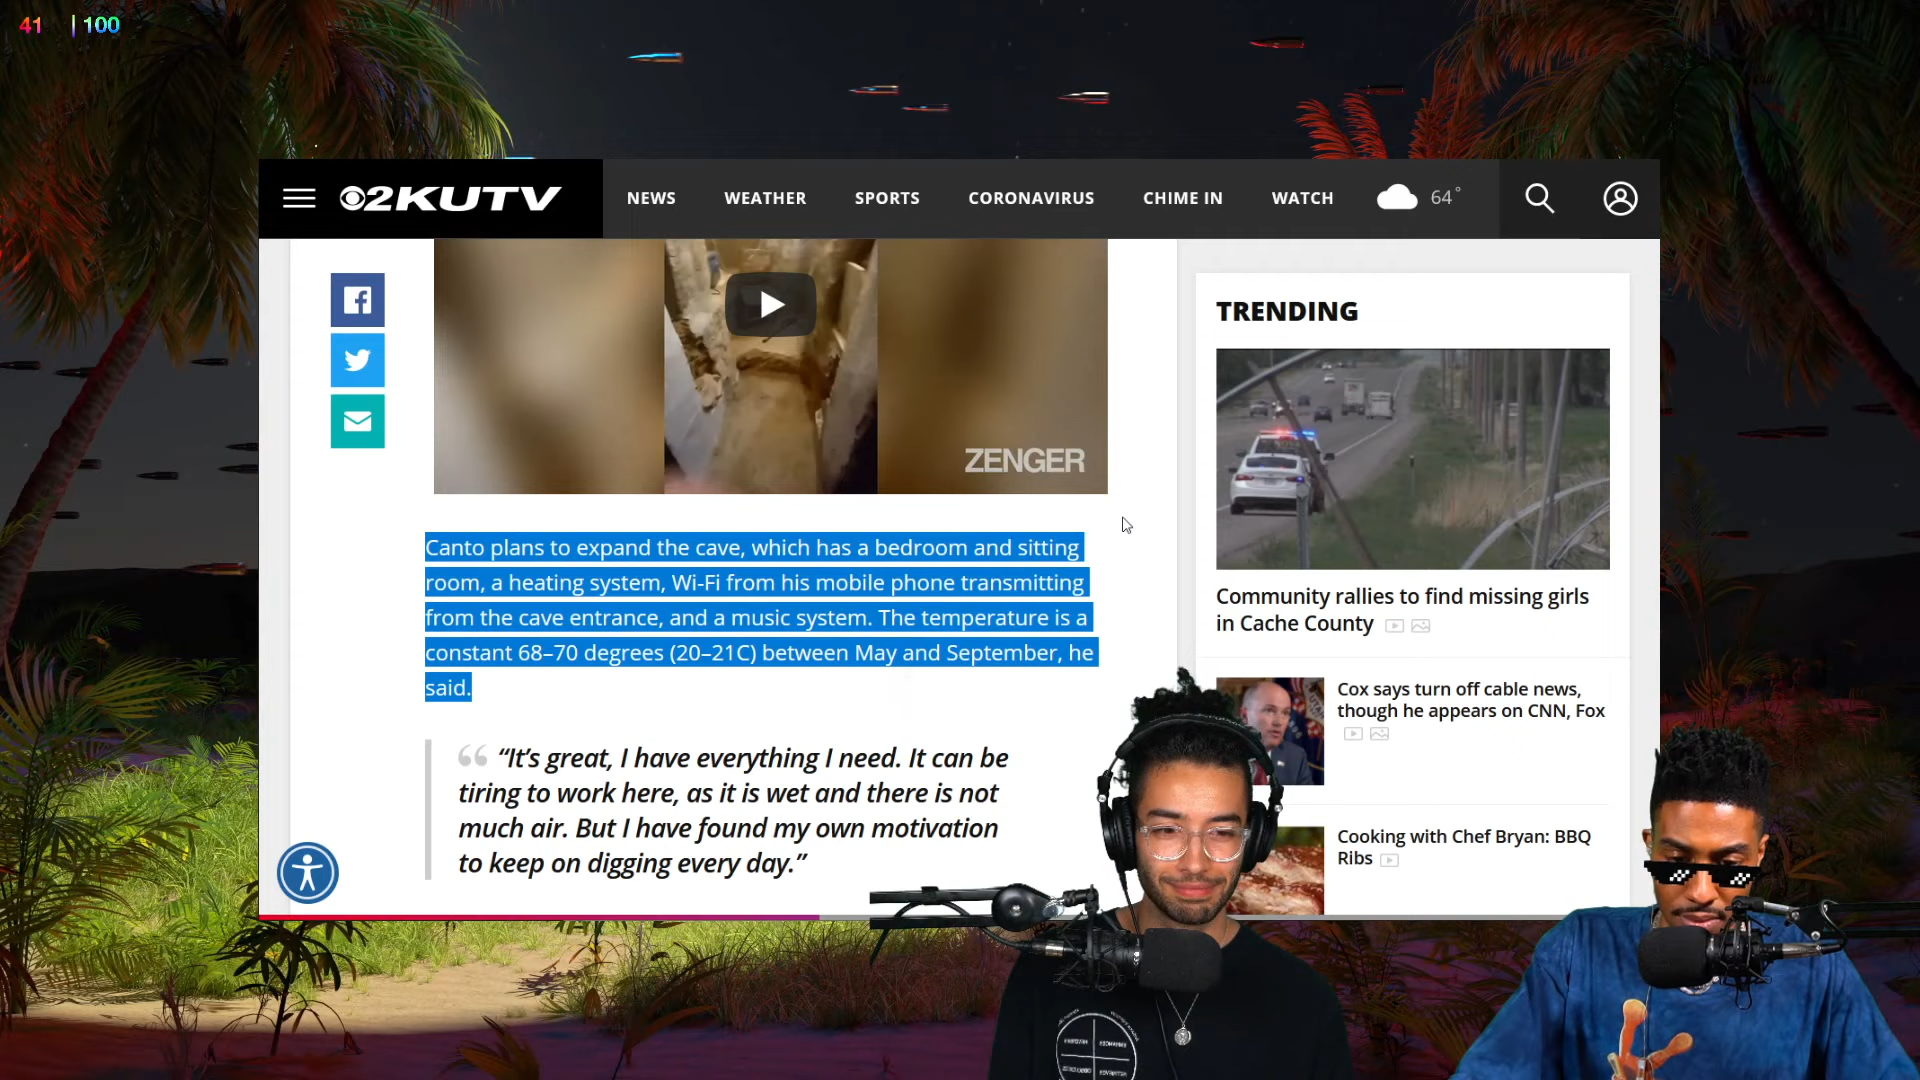 41 | 100
2KUTV
NEWS WEATHER SPORTS CORONAVIRUS CHIME IN WATCH 64°
ZENGER
Canto plans to expand the cave, which has a bedroom and sitting
room, a heating system, Wi-Fi from his mobile phone transmitting
from the cave entrance, and a music system. The temperature is a
constant 68–70 degrees (20–21C) between May and September, he
said.
“It’s great, I have everything I need. It can be
tiring to work here, as it is wet and there is not
much air. But I have found my own motivation
to keep on digging every day.”
TRENDING
Community rallies to find missing girls
in Cache County
Cox says turn off cable news,
though he appears on CNN, Fox
Cooking with Chef Bryan: BBQ
Ribs